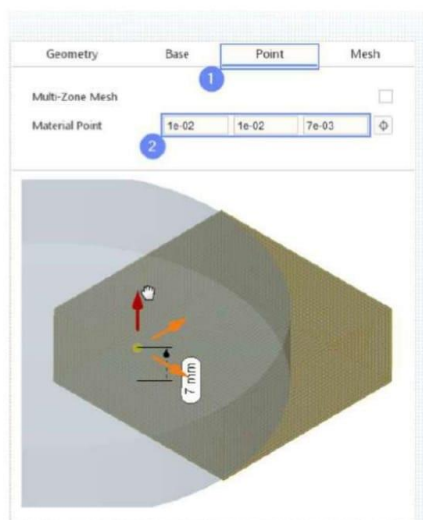 Geometry Base Point Mesh
1
Multi-Zone Mesh
Material Point 1e-02 1e-02 7e-03
2
7 mm